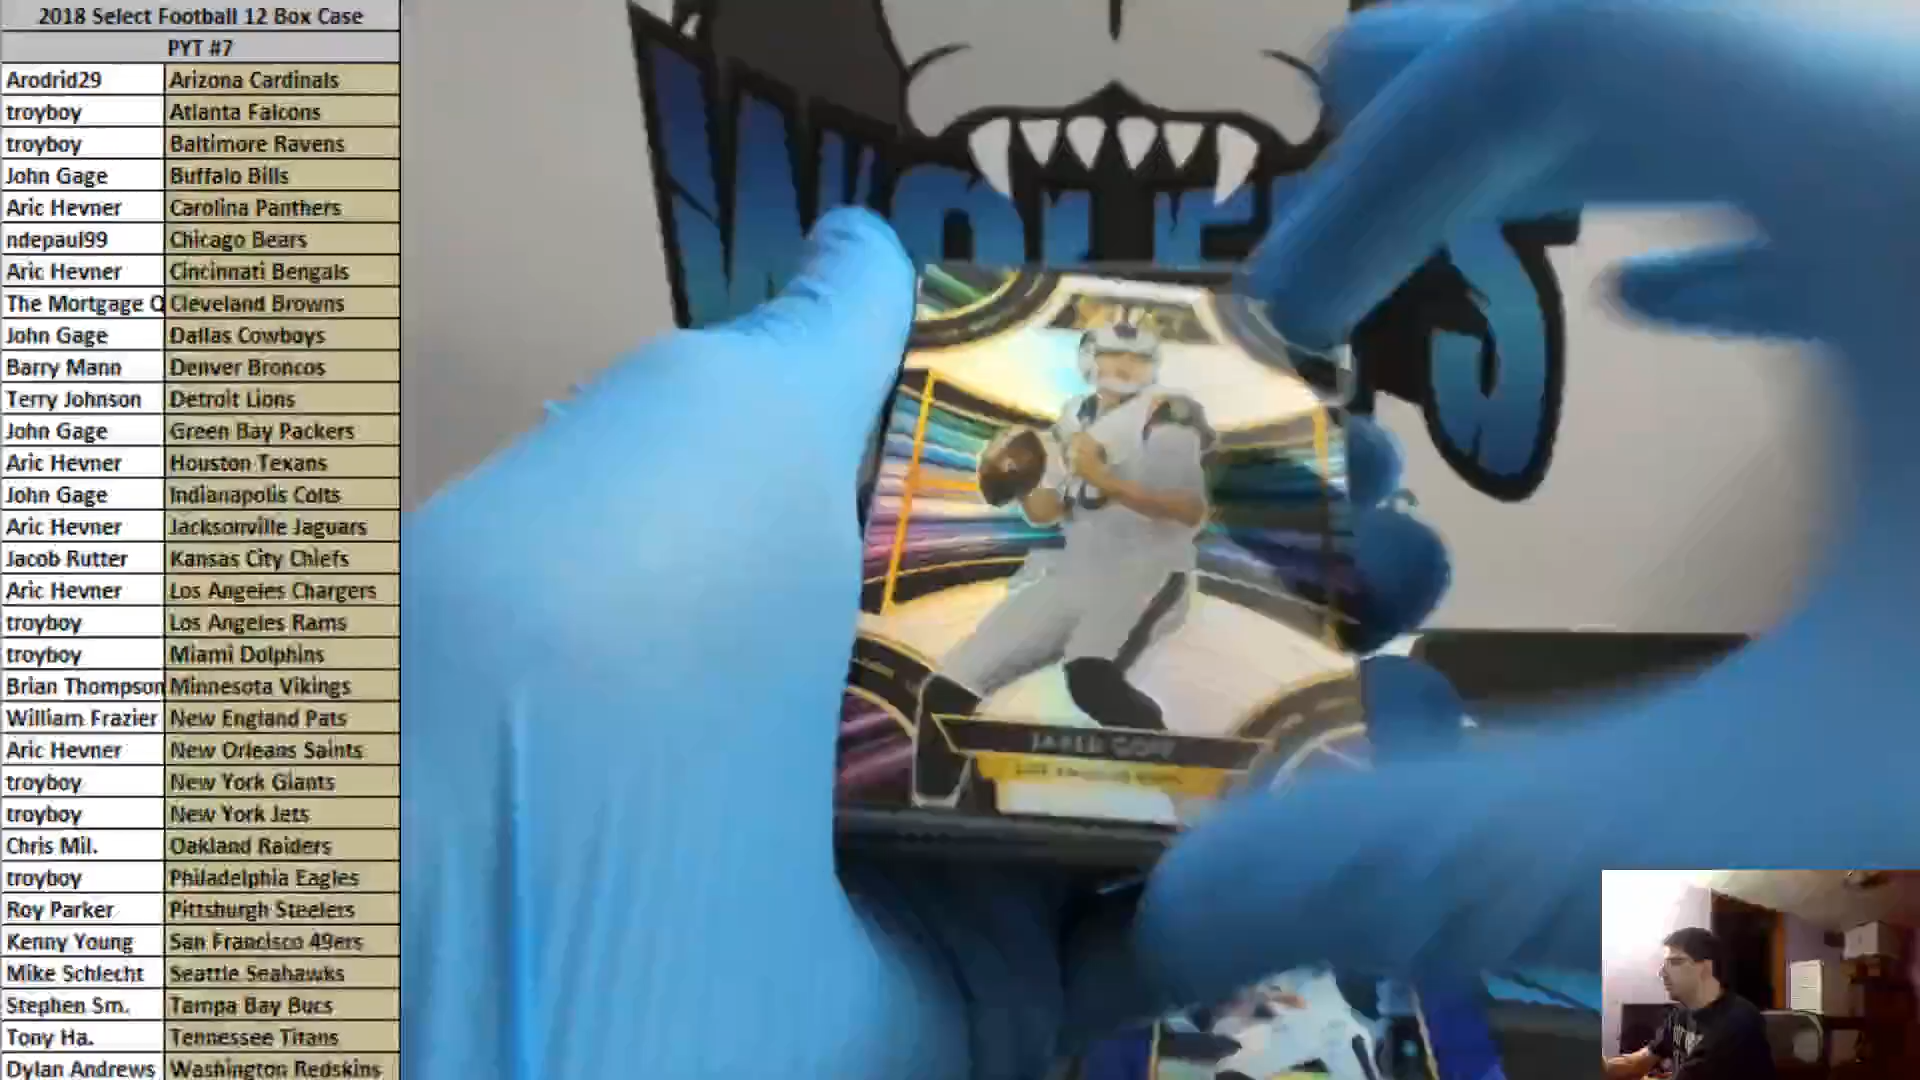 2018 Select Football 12 Box Case
PYT #7
Arodrid29 Arizona Cardinals
troyboy Atlanta Falcons
troyboy Baltimore Ravens
John Gage Buffalo Bills
Aric Hevner Carolina Panthers
ndepaul99 Chicago Bears
Aric Hevner Cincinnati Bengals
The Mortgage Q Cleveland Browns
John Gage Dallas Cowboys
Barry Mann Denver Broncos
Terry Johnson Detroit Lions
John Gage Green Bay Packers
Aric Hevner Houston Texans
John Gage Indianapolis Colts
Aric Hevner Jacksonville Jaguars
Jacob Rutter Kansas City Chiefs
Aric Hevner Los Angeles Chargers
troyboy Los Angeles Rams
troyboy Miami Dolphins
Brian Thompson Minnesota Vikings
William Frazier New England Pats
Aric Hevner New Orleans Saints
troyboy New York Giants
troyboy New York Jets
Chris Mil. Oakland Raiders
troyboy Philadelphia Eagles
Roy Parker Pittsburgh Steelers
Kenny Young San Francisco 49ers
Mike Schlecht Seattle Seahawks
Stephen Sm. Tampa Bay Bucs
Tony Ha. Tennessee Titans
Dylan Andrews Washington Redskins
JARED GOFF
LOS ANGELES RAMS